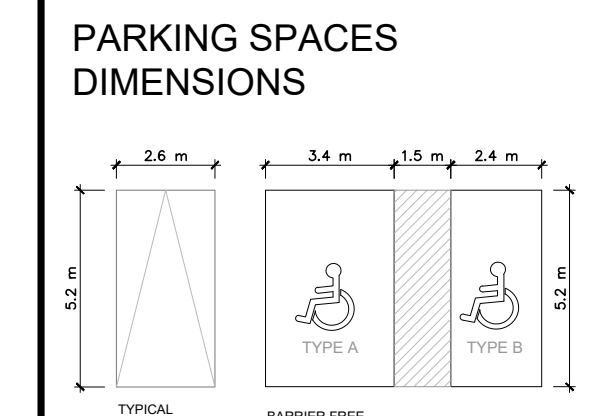 PARKING SPACES
DIMENSIONS
2.6 m
3.4 m
1.5 m
2.4 m
5.2 m
5.2 m
TYPE A
TYPE B
TYPICAL
BARRIER FREE